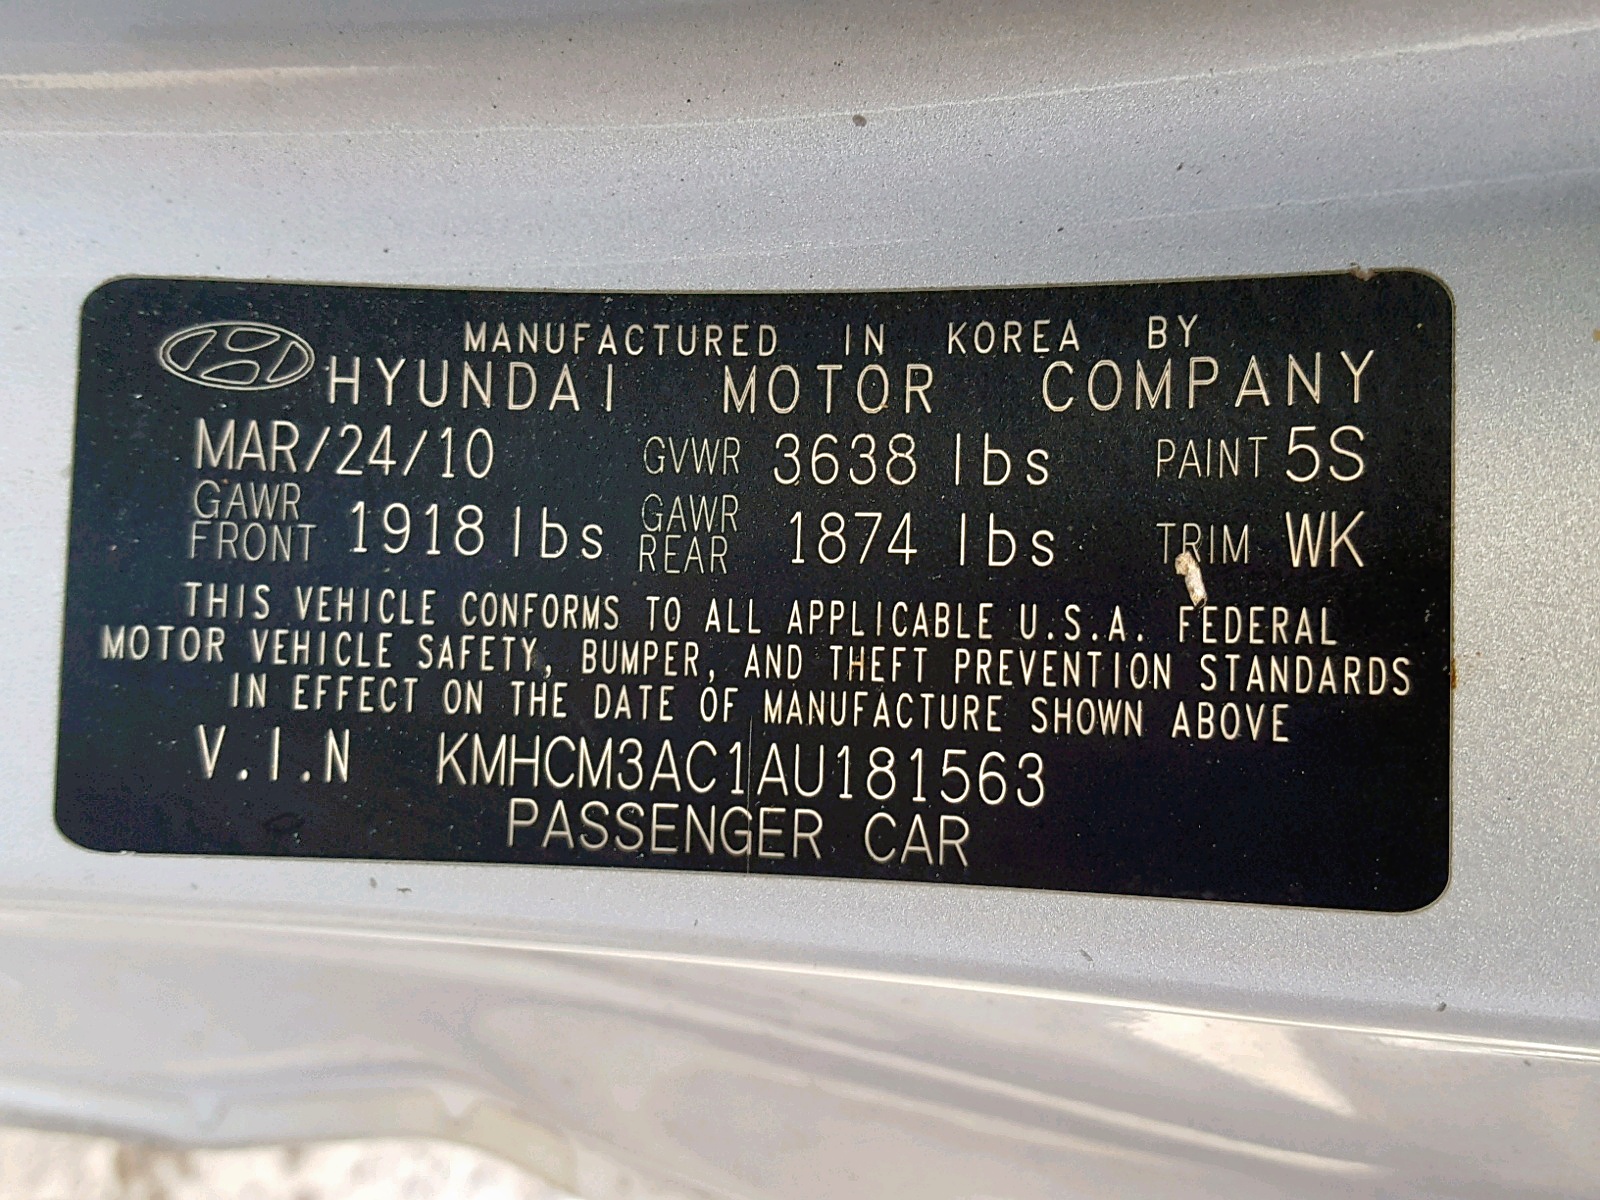 MANUFACTURED IN KOREA BY
HYUNDAI MOTOR COMPANY
MAR/24/10 GVWR 3638 lbs PAINT 5S
GAWR FRONT 1918 lbs GAWR REAR 1874 lbs TRIM WK
THIS VEHICLE CONFORMS TO ALL APPLICABLE U.S.A. FEDERAL
MOTOR VEHICLE SAFETY, BUMPER, AND THEFT PREVENTION STANDARDS
IN EFFECT ON THE DATE OF MANUFACTURE SHOWN ABOVE
V.I.N KMHCM3AC1AU181563
PASSENGER CAR